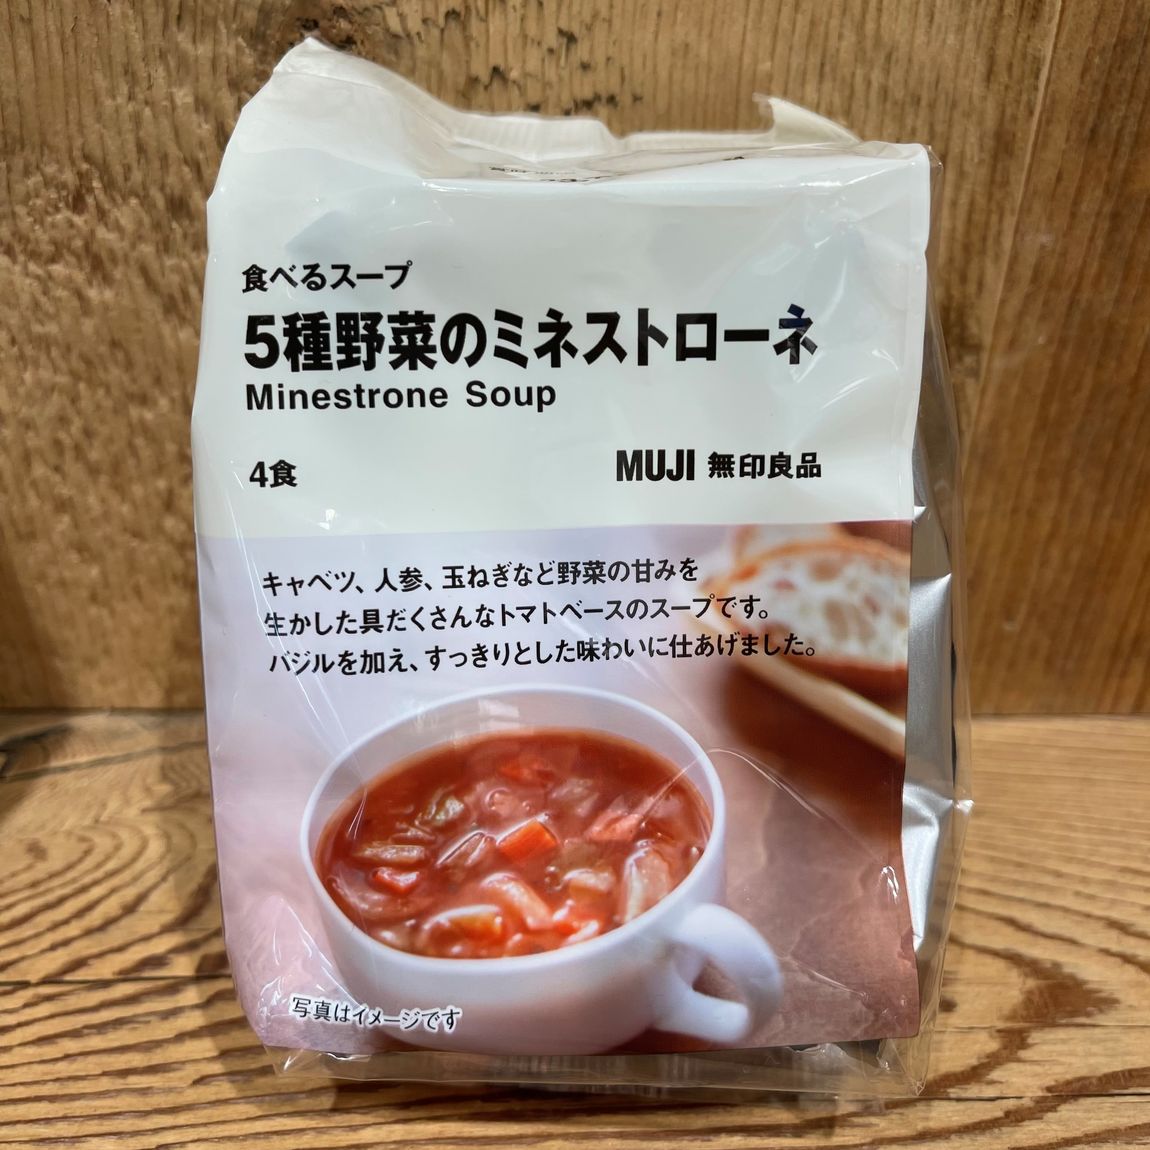 食べるスープ
5種野菜のミネストローネ
Minestrone Soup
4食
MUJI 無印良品
キャベツ、人参、玉ねぎなど野菜の甘みを
生かした具だくさんなトマトベースのスープです。
バジルを加え、すっきりとした味わいに仕あげました。
写真はイメージです